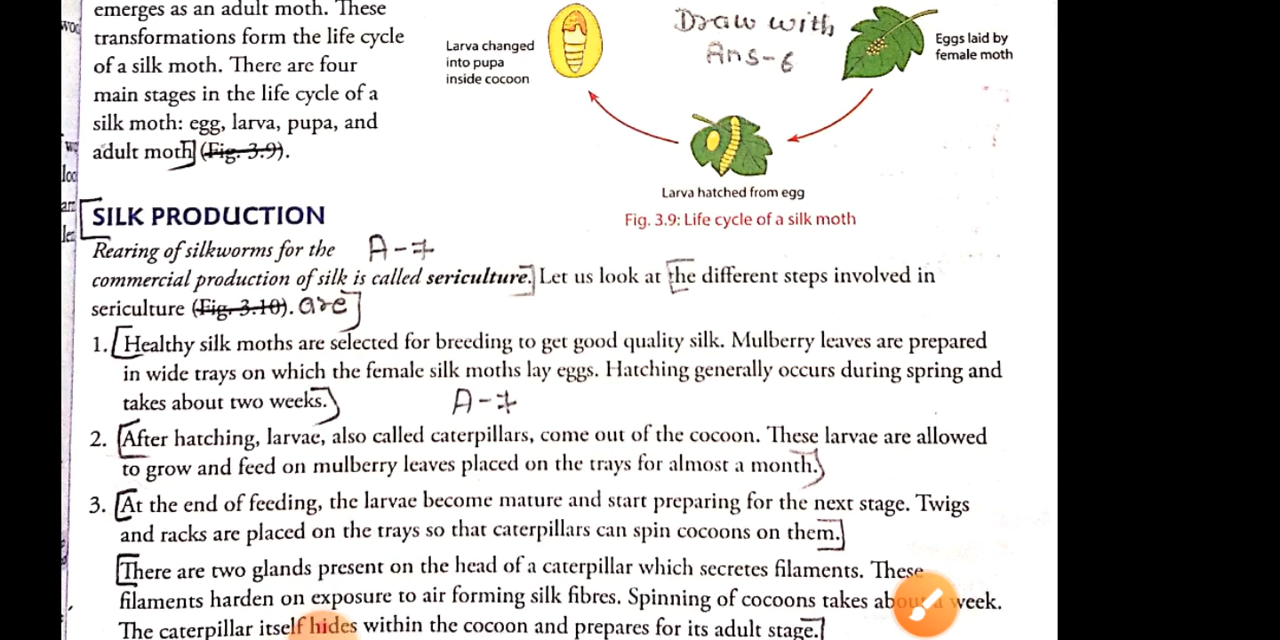 emerges as an adult moth. These
transformations form the life cycle
of a silk moth. There are four
main stages in the life cycle of a
silk moth: egg, larva, pupa, and
adult moth] (Fig. 3.9).
Larva changed
into pupa
inside cocoon
Draw with
Ans-6
Eggs laid by
female moth
Larva hatched from egg
Fig. 3.9: Life cycle of a silk moth
[SILK PRODUCTION
Rearing of silkworms for the A-7
commercial production of silk is called sericulture.] Let us look at [the different steps involved in
sericulture (Fig. 3.10). are]
1. [Healthy silk moths are selected for breeding to get good quality silk. Mulberry leaves are prepared
in wide trays on which the female silk moths lay eggs. Hatching generally occurs during spring and
takes about two weeks.]
A-7
2. [After hatching, larvae, also called caterpillars, come out of the cocoon. These larvae are allowed
to grow and feed on mulberry leaves placed on the trays for almost a month.]
3. [At the end of feeding, the larvae become mature and start preparing for the next stage. Twigs
and racks are placed on the trays so that caterpillars can spin cocoons on them.]
[There are two glands present on the head of a caterpillar which secretes filaments. These
filaments harden on exposure to air forming silk fibres. Spinning of cocoons takes about a week.
The caterpillar itself hides within the cocoon and prepares for its adult stage.]